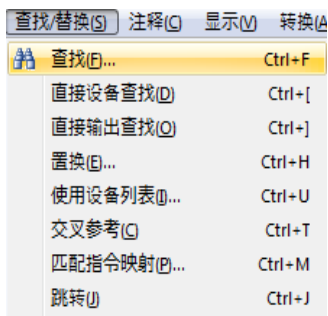 查找/替换(S) 注释(C) 显示(V) 转换(A
查找(F)... Ctrl+F
直接设备查找(D) Ctrl+[
直接输出查找(O) Ctrl+]
置换(E)... Ctrl+H
使用设备列表(I)... Ctrl+U
交叉参考(C) Ctrl+T
匹配指令映射(P)... Ctrl+M
跳转(J) Ctrl+J